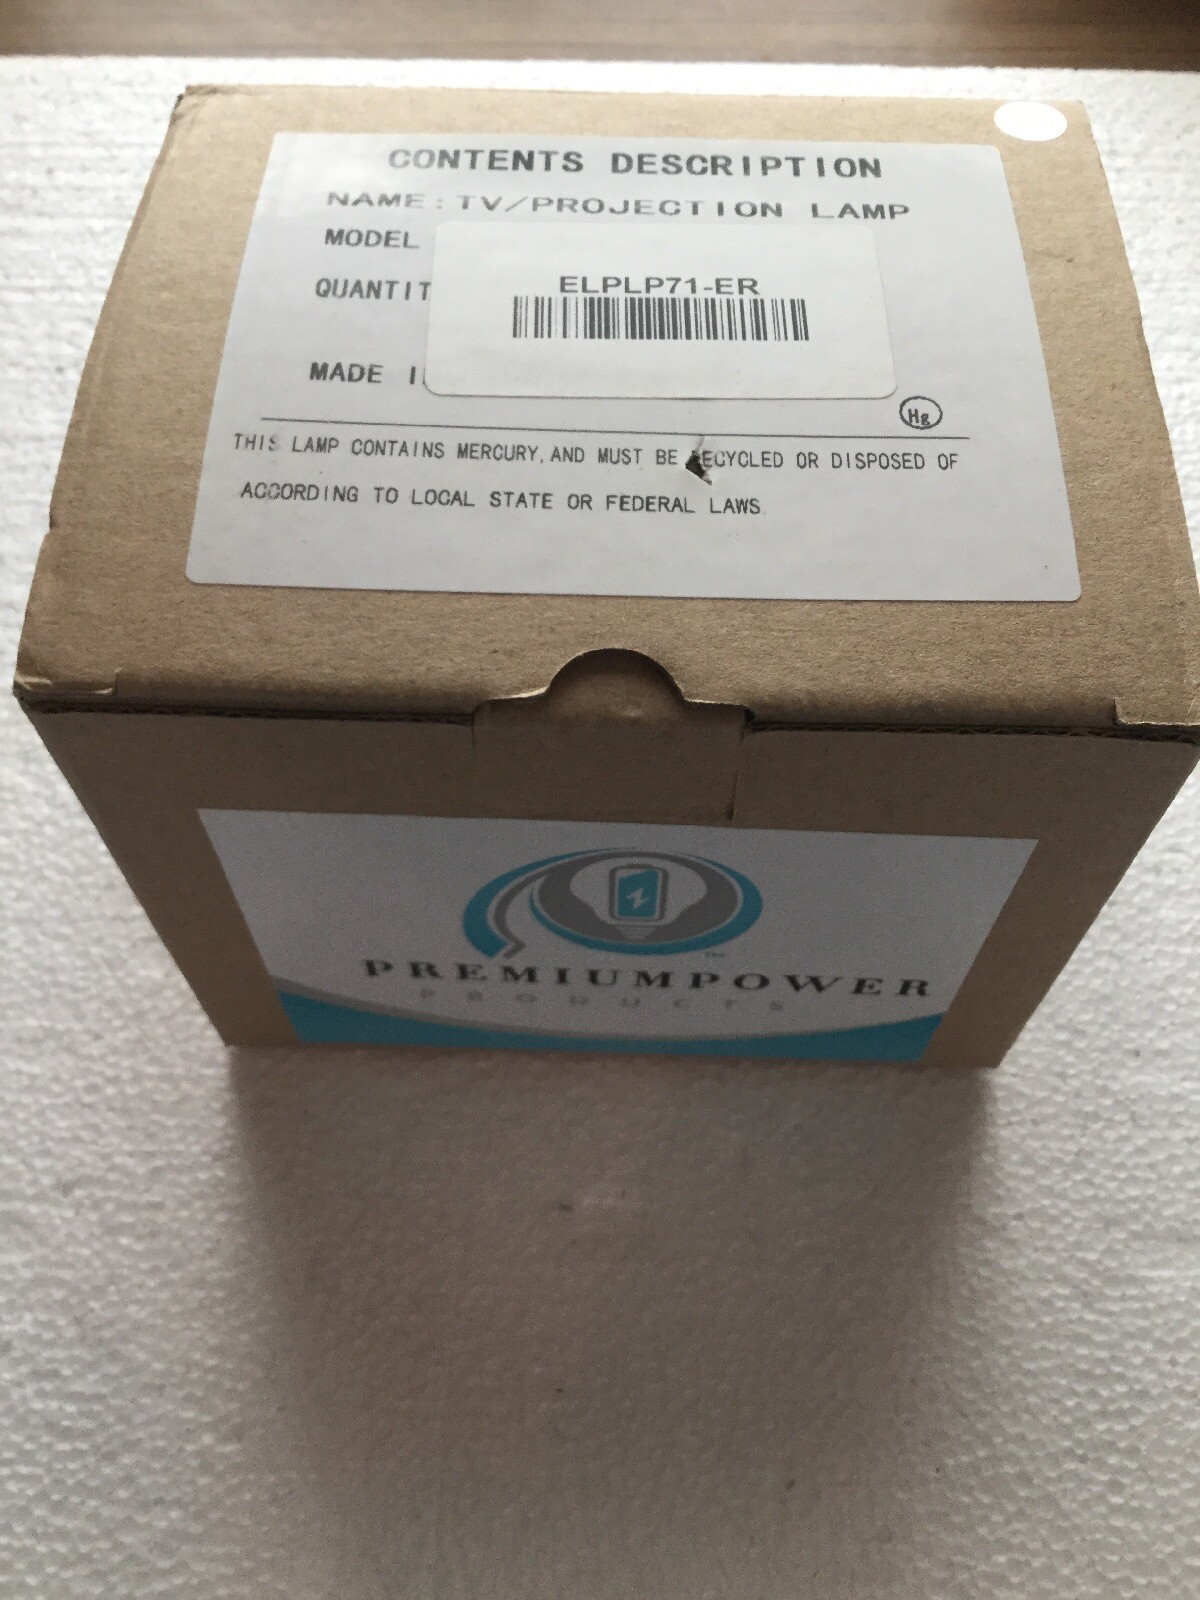 CONTENTS DESCRIPTION
NAME: TV/PROJECTION LAMP
MODEL
QUANTIT
ELPLP71-ER
MADE I
Hg
THIS LAMP CONTAINS MERCURY, AND MUST BE RECYCLED OR DISPOSED OF
ACCORDING TO LOCAL STATE OR FEDERAL LAWS.
TM
PREMIUMPOWER
PRODUCTS